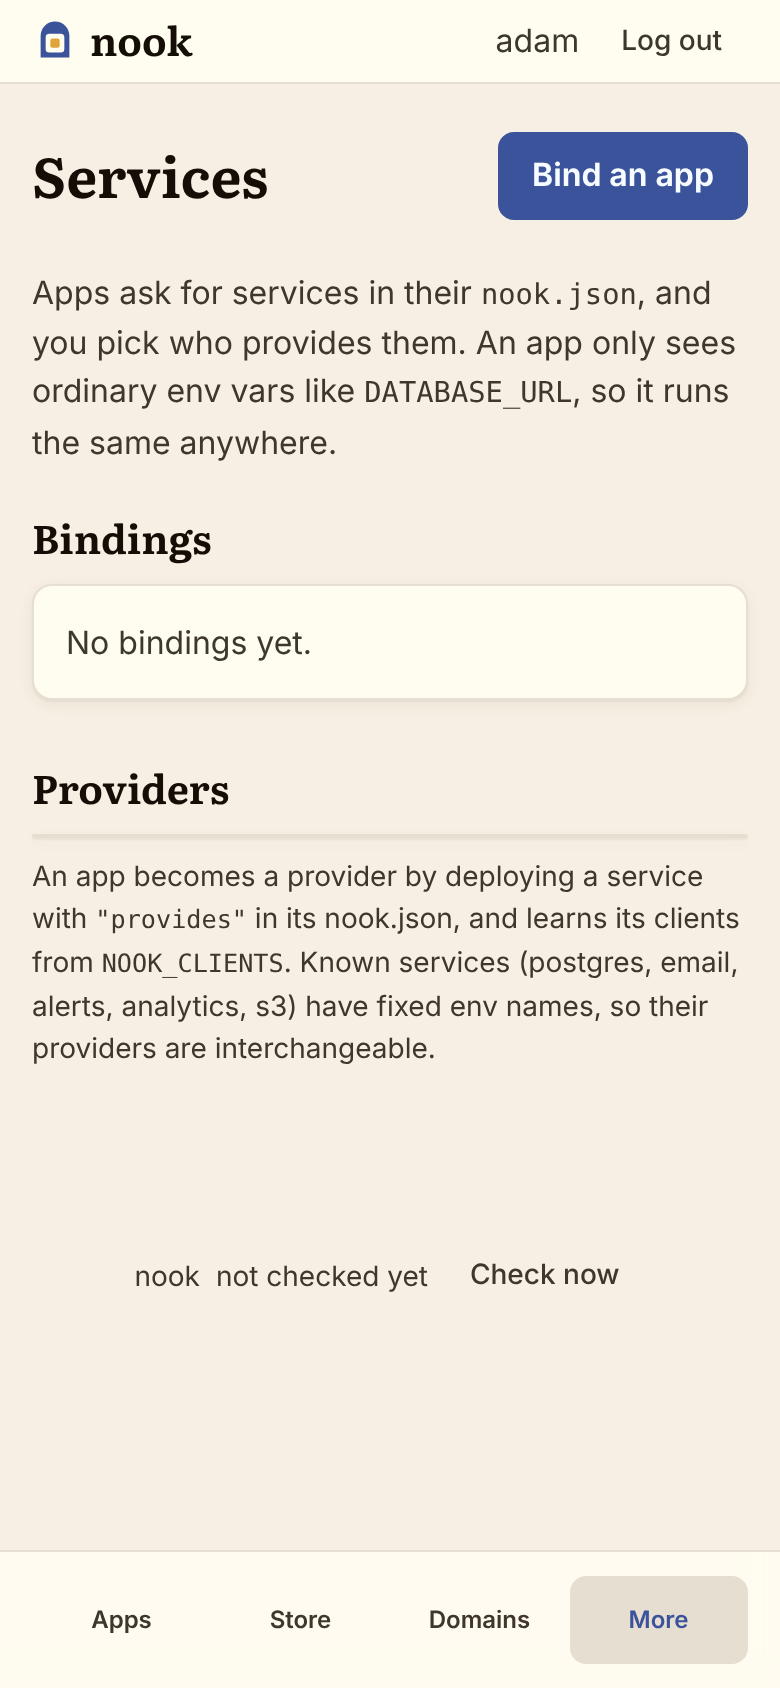 nook
adam
Log out
Services
Bind an app
Apps ask for services in their nook.json, and
you pick who provides them. An app only sees
ordinary env vars like DATABASE_URL, so it runs
the same anywhere.
Bindings
No bindings yet.
Providers
An app becomes a provider by deploying a service
with "provides" in its nook.json, and learns its clients
from NOOK_CLIENTS. Known services (postgres, email,
alerts, analytics, s3) have fixed env names, so their
providers are interchangeable.
nook not checked yet
Check now
Apps
Store
Domains
More